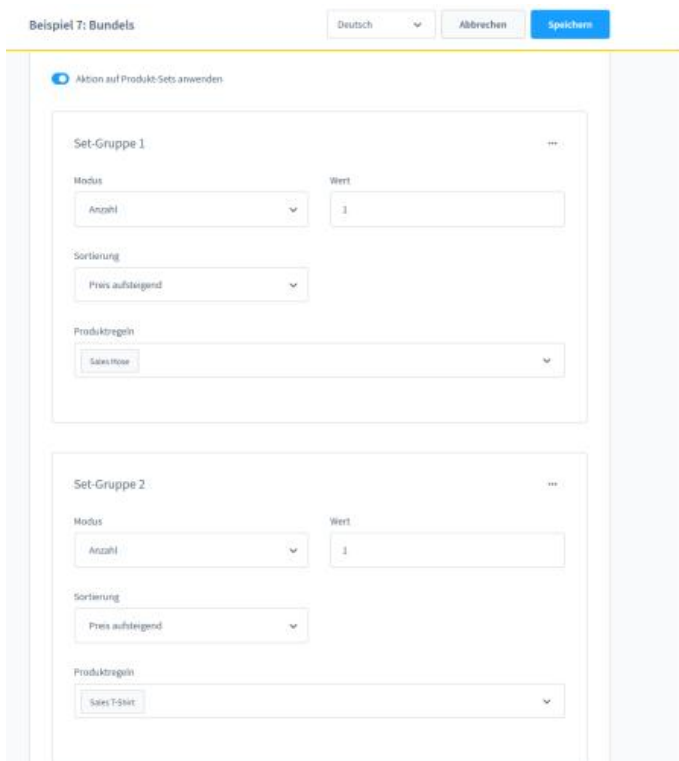 Beispiel 7: Bundels
Deutsch
Abbrechen
Speichern
Aktion auf Produkt-Sets anwenden
Set-Gruppe 1
Modus
Wert
Anzahl
1
Sortierung
Preis aufsteigend
Produktregeln
Sales Hose
Set-Gruppe 2
Modus
Wert
Anzahl
1
Sortierung
Preis aufsteigend
Produktregeln
Sales T-Shirt